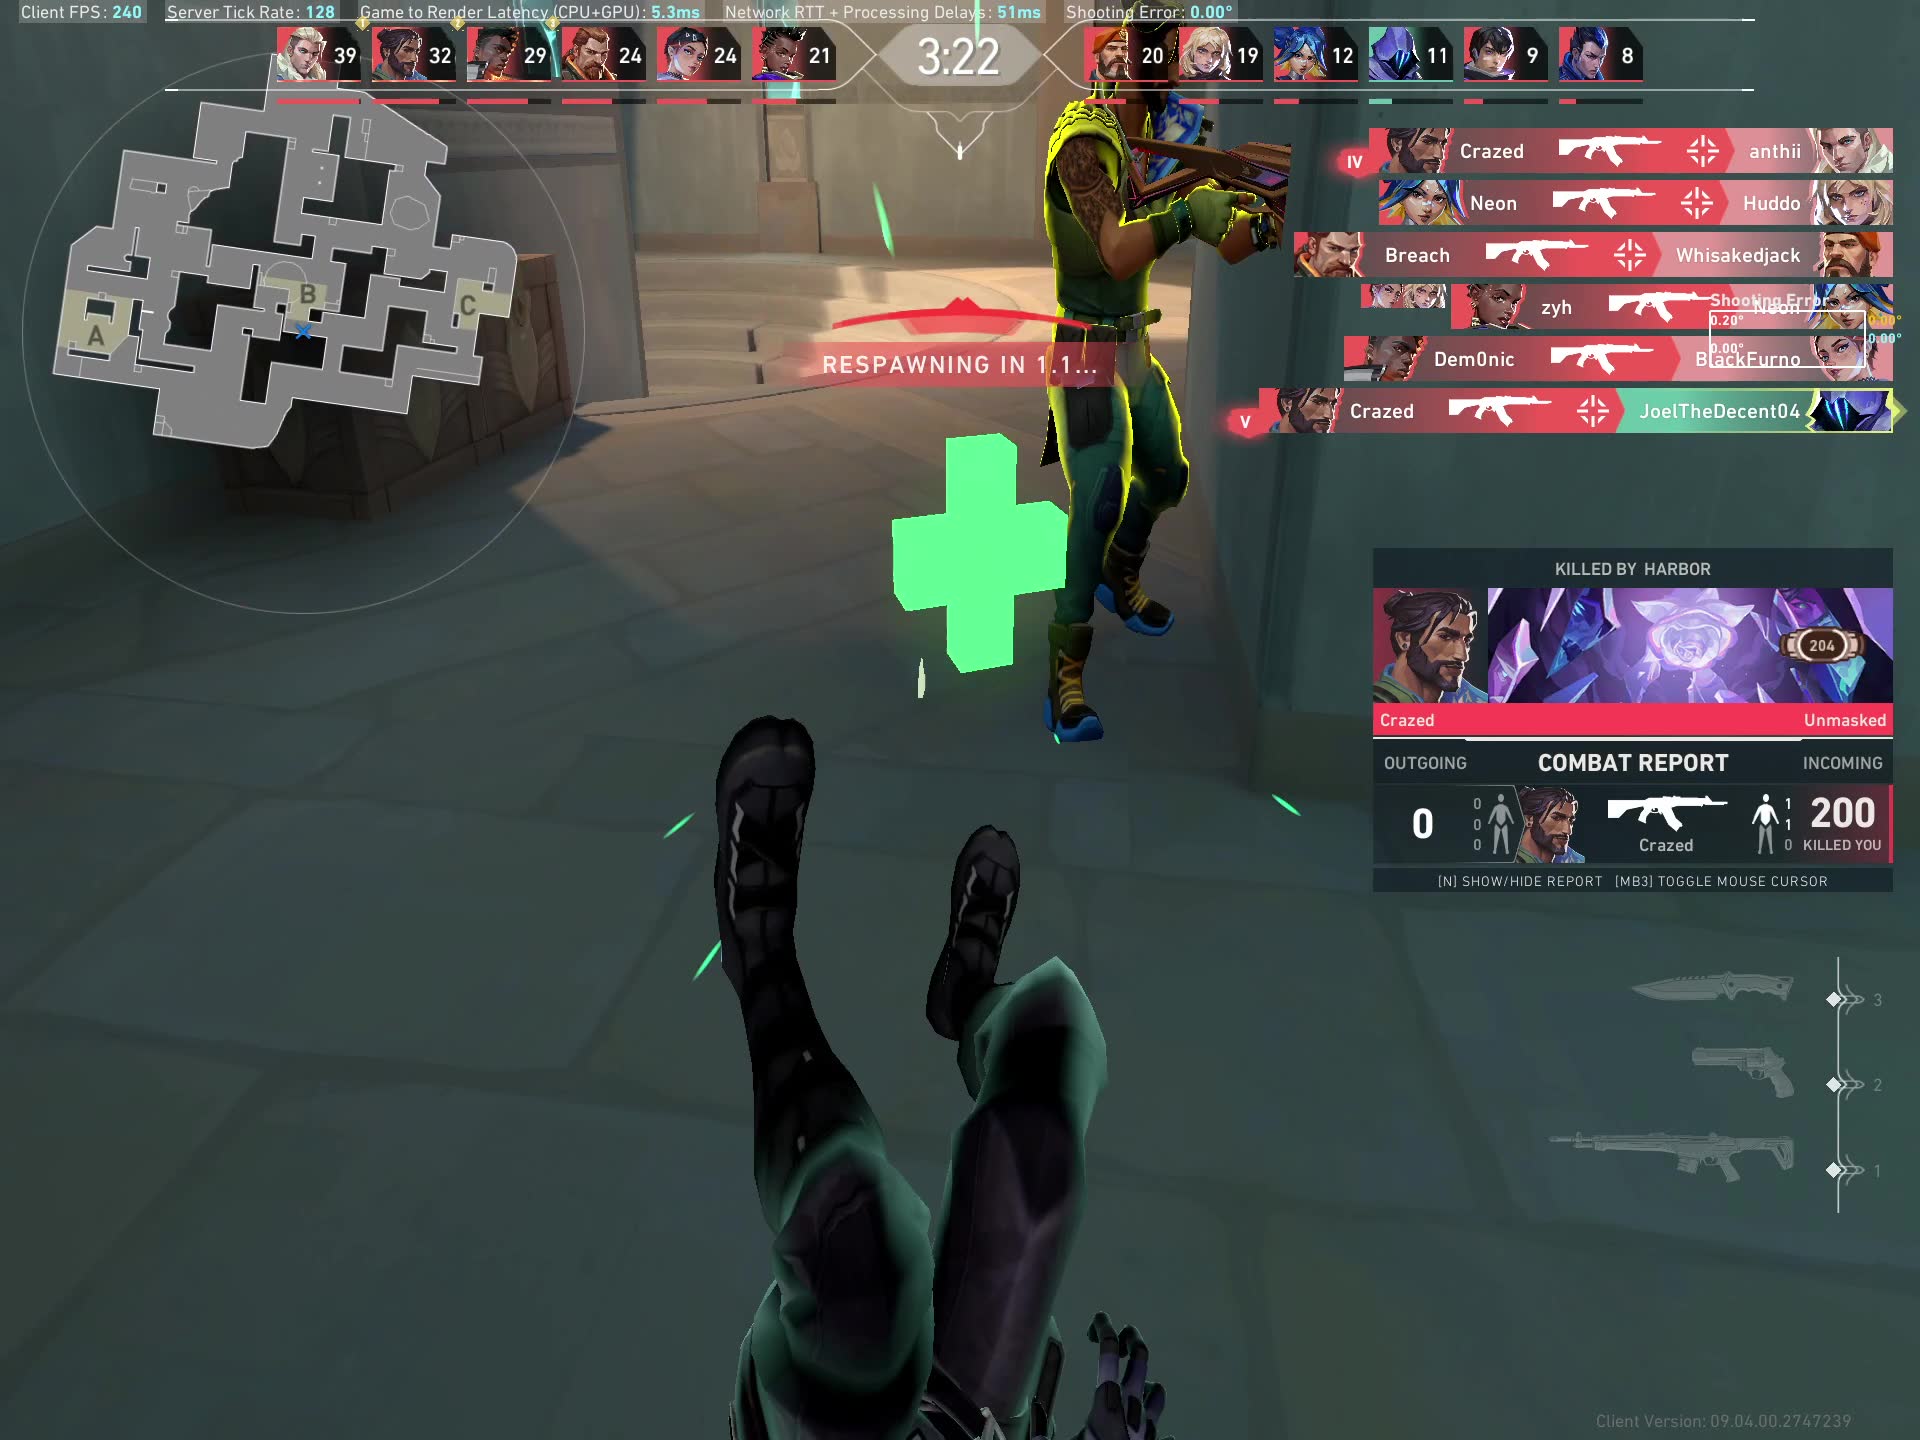 Client FPS: 240 Server Tick Rate: 128 Game to Render Latency (CPU+GPU): 5.3ms Network RTT + Processing Delays: 51ms Shooting Error: 0.00°
39 32 29 24 24 21 3:22 20 19 12 11 9 8
IV Crazed anthii
Neon Huddo
Breach Whisakedjack
zyh Neon
Shooting Error
0.20° 0.00°
0.00°
0.00°
Dem0nic BlackFurno
V Crazed JoelTheDecent04
A B C
RESPAWNING IN 1.1...
KILLED BY HARBOR
204
Crazed Unmasked
OUTGOING COMBAT REPORT INCOMING
0 0 0 0 Crazed 1 1 0 200 KILLED YOU
[N] SHOW/HIDE REPORT [MB3] TOGGLE MOUSE CURSOR
3
2
1
Client Version: 09.04.00.2747239